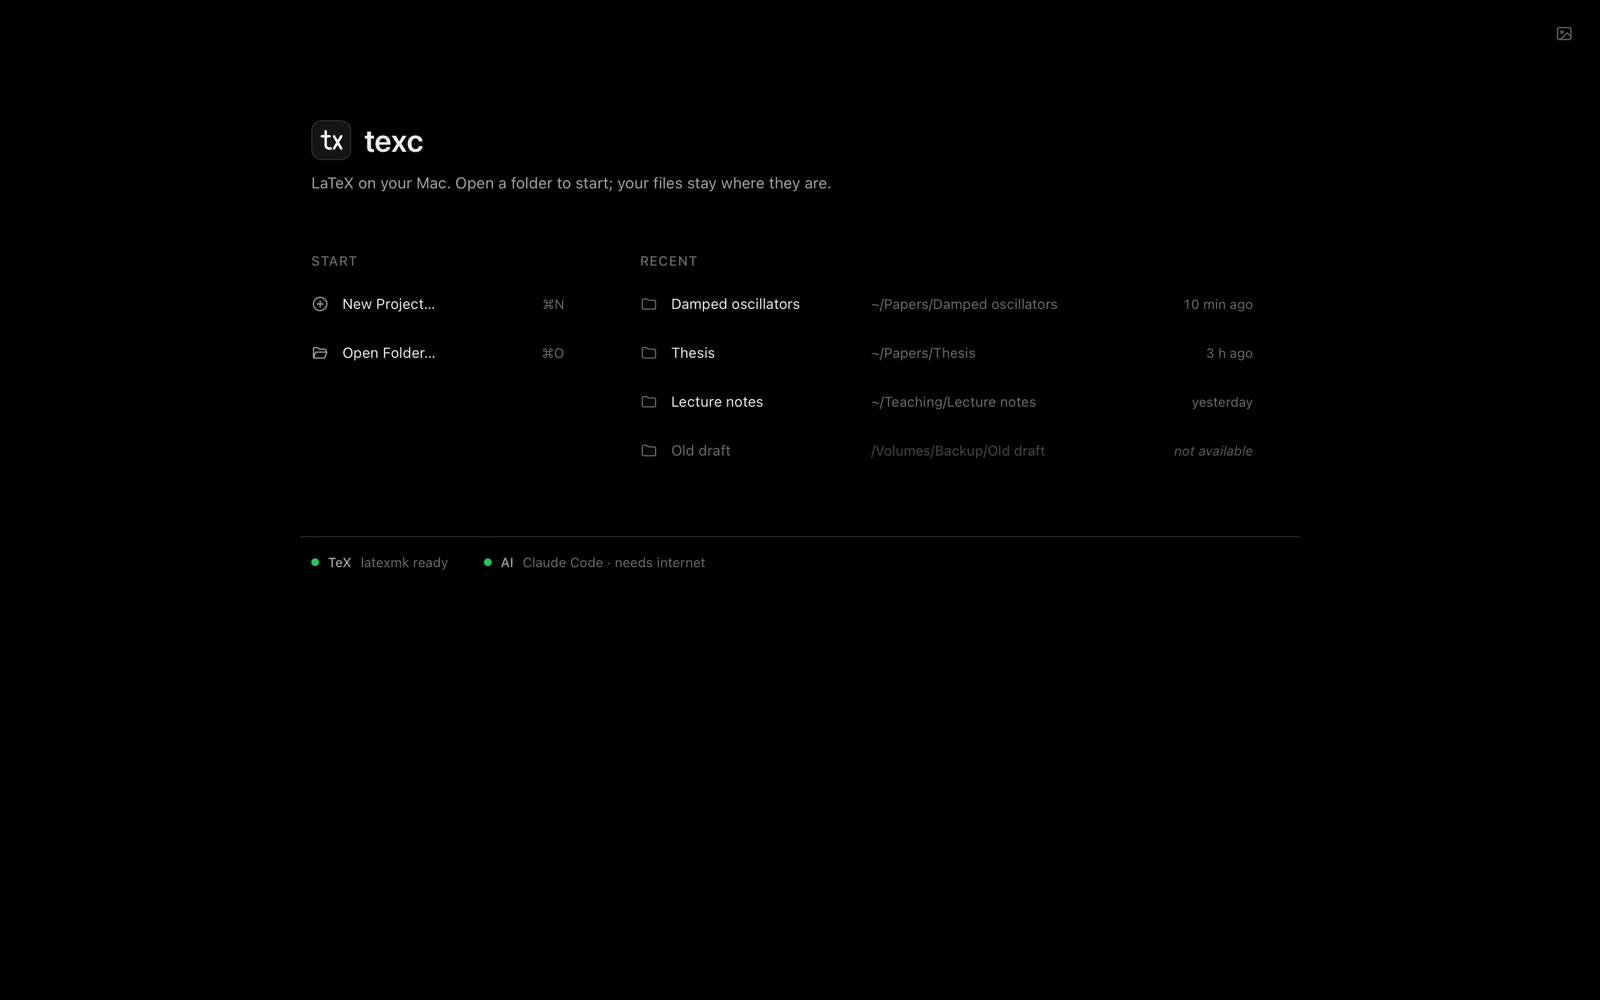 tx texc
LaTeX on your Mac. Open a folder to start; your files stay where they are.
START
New Project... ⌘N
Open Folder... ⌘O
RECENT
Damped oscillators ~/Papers/Damped oscillators 10 min ago
Thesis ~/Papers/Thesis 3 h ago
Lecture notes ~/Teaching/Lecture notes yesterday
Old draft /Volumes/Backup/Old draft not available
TeX latexmk ready AI Claude Code · needs internet